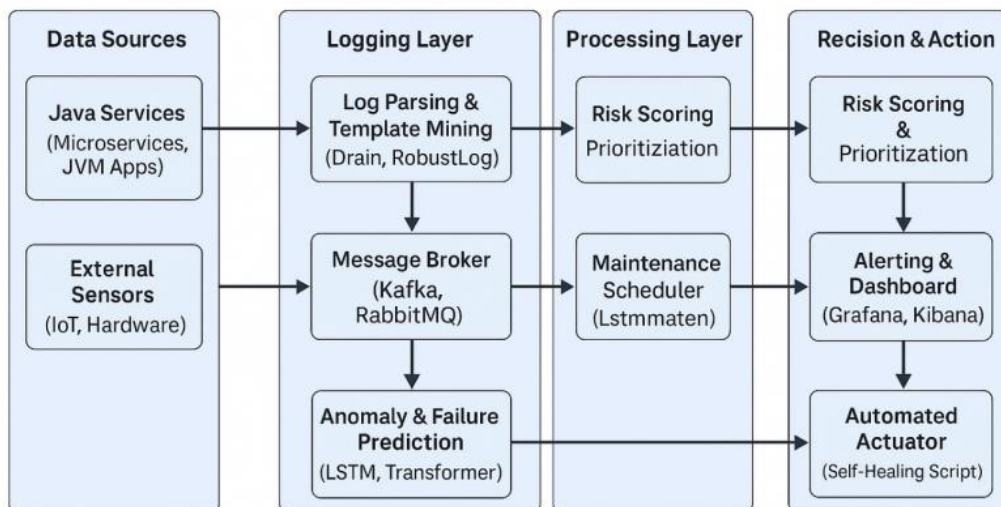 Data Sources
Java Services
(Microservices,
JVM Apps)
External
Sensors
(IoT, Hardware)
Logging Layer
Log Parsing &
Template Mining
(Drain, RobustLog)
Message Broker
(Kafka,
RabbitMQ)
Anomaly & Failure
Prediction
(LSTM, Transformer)
Processing Layer
Risk Scoring
Prioritiziation
Maintenance
Scheduler
(Lstmmaten)
Recision & Action
Risk Scoring
&
Prioritization
Alerting &
Dashboard
(Grafana, Kibana)
Automated
Actuator
(Self-Healing Script)